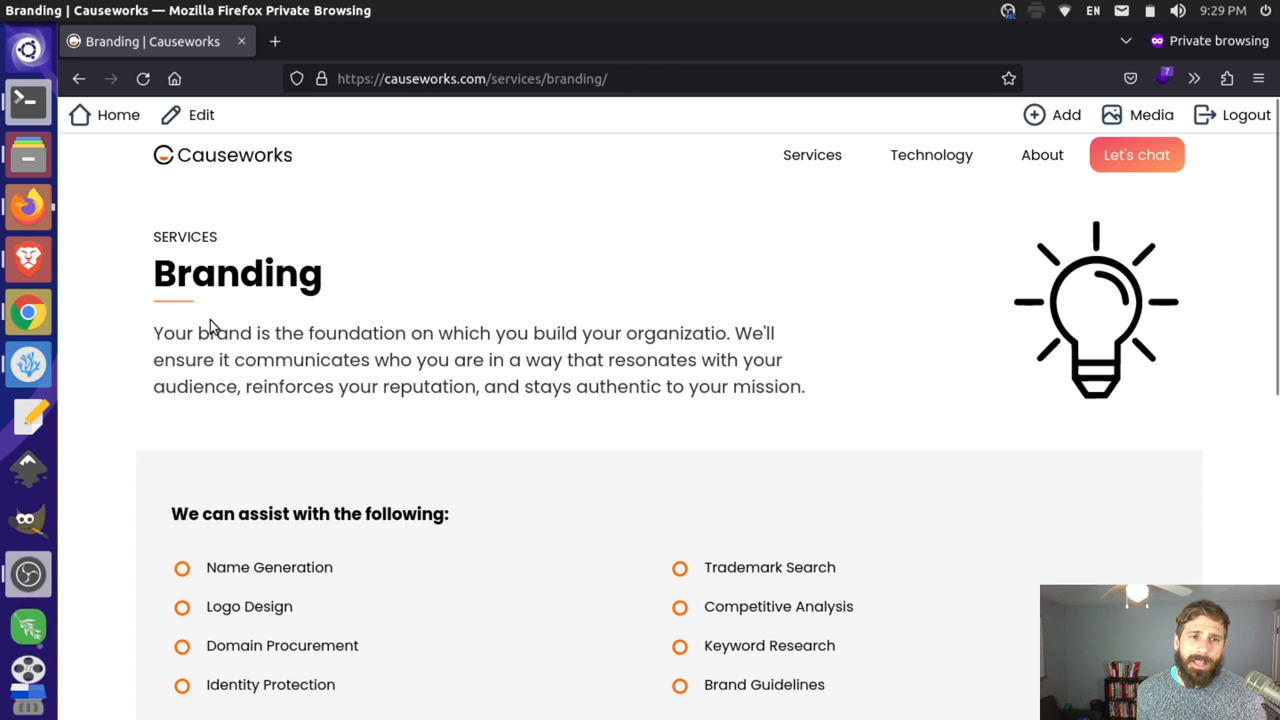 Branding | Causeworks — Mozilla Firefox Private Browsing
EN
9:29 PM
Branding | Causeworks
Private browsing
https://causeworks.com/services/branding/
7
Home
Edit
Add
Media
Logout
Causeworks
Services
Technology
About
Let's chat
SERVICES
Branding
Your brand is the foundation on which you build your organizatio. We'll
ensure it communicates who you are in a way that resonates with your
audience, reinforces your reputation, and stays authentic to your mission.
We can assist with the following:
Name Generation
Trademark Search
Logo Design
Competitive Analysis
Domain Procurement
Keyword Research
Identity Protection
Brand Guidelines